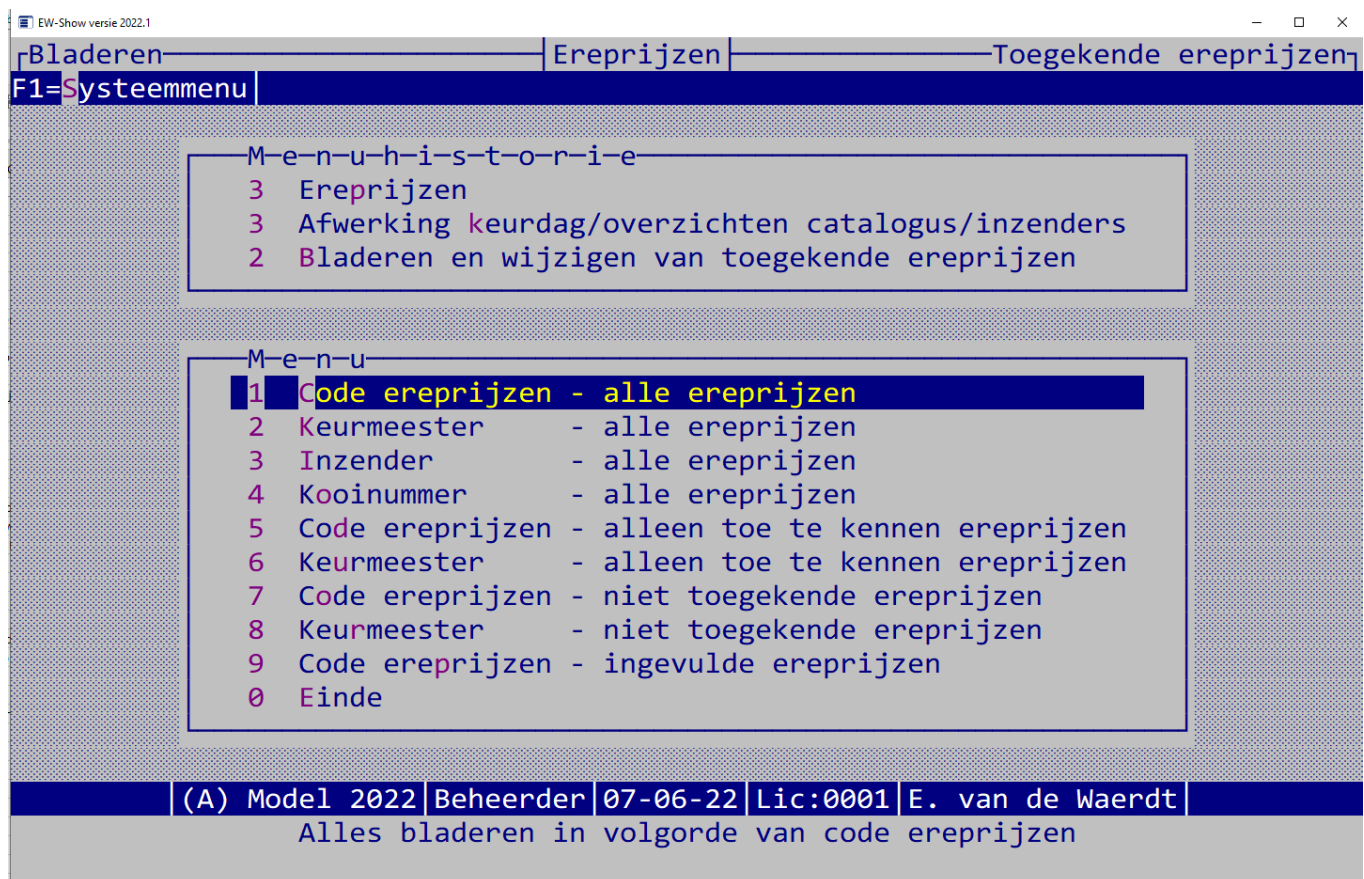 EW-Show versie 2022.1
Bladeren Ereprijzen Toegekende ereprijzen
F1=Systeemmenu
M-e-n-u-h-i-s-t-o-r-i-e
3 Ereprijzen
3 Afwerking keurdag/overzichten catalogus/inzenders
2 Bladeren en wijzigen van toegekende ereprijzen
M-e-n-u
1 Code ereprijzen - alle ereprijzen
2 Keurmeester - alle ereprijzen
3 Inzender - alle ereprijzen
4 Kooinummer - alle ereprijzen
5 Code ereprijzen - alleen toe te kennen ereprijzen
6 Keurmeester - alleen toe te kennen ereprijzen
7 Code ereprijzen - niet toegekende ereprijzen
8 Keurmeester - niet toegekende ereprijzen
9 Code ereprijzen - ingevulde ereprijzen
0 Einde
(A) Model 2022|Beheerder|07-06-22|Lic:0001|E. van de Waerdt
Alles bladeren in volgorde van code ereprijzen